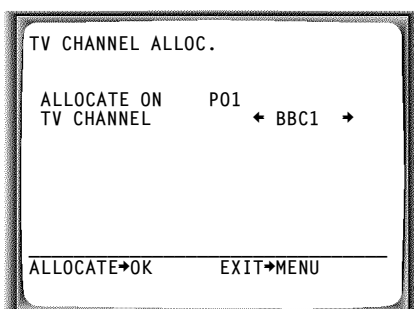 TV CHANNEL ALLOC.
ALLOCATE ON P01
TV CHANNEL ← BBC1 →
ALLOCATE→OK EXIT→MENU